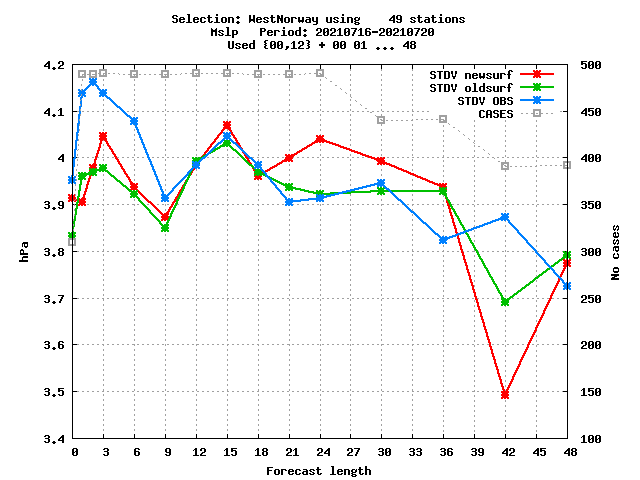 Selection: WestNorway using    49 stations
Mslp   Period: 20210716-20210720
Used {00,12} + 00 01 ... 48
STDV newsurf
STDV oldsurf
STDV OBS
CASES
4.2
4.1
4
3.9
3.8
3.7
3.6
3.5
3.4
hPa
500
450
400
350
300
250
200
150
100
No cases
0 3 6 9 12 15 18 21 24 27 30 33 36 39 42 45 48
Forecast length